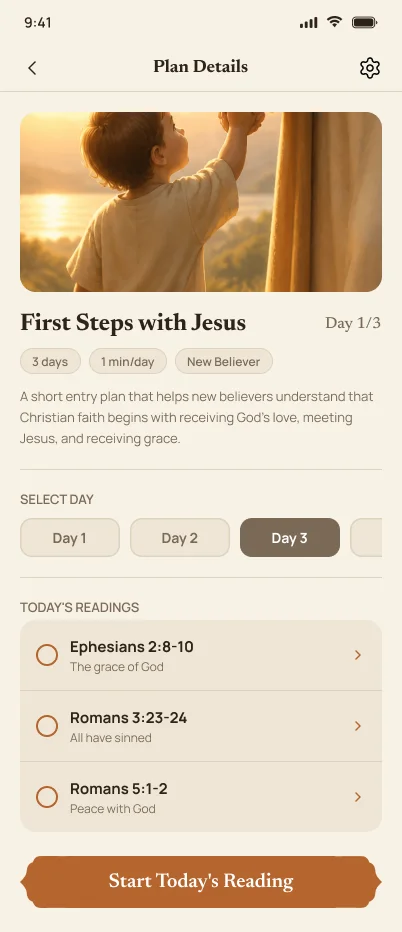 9:41
Plan Details
First Steps with Jesus
Day 1/3
3 days
1 min/day
New Believer
A short entry plan that helps new believers understand that
Christian faith begins with receiving God's love, meeting
Jesus, and receiving grace.
SELECT DAY
Day 1
Day 2
Day 3
TODAY'S READINGS
Ephesians 2:8-10
The grace of God
Romans 3:23-24
All have sinned
Romans 5:1-2
Peace with God
Start Today's Reading